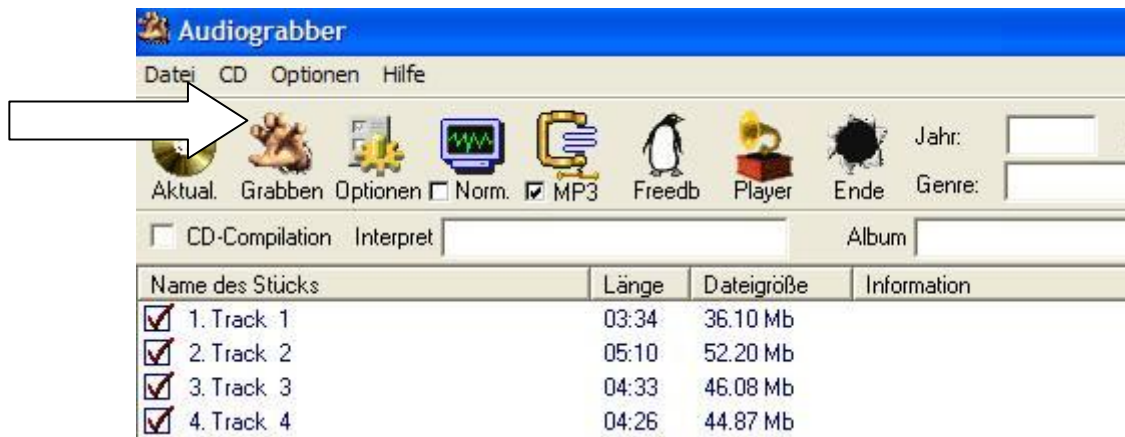 Audiograbber
Datei CD Optionen Hilfe
Aktual. Grabben Optionen Norm. MP3 Freedb Player Ende Jahr:
Genre:
CD-Compilation Interpret Album
Name des Stücks Länge Dateigröße Information
1. Track 1 03:34 36.10 Mb
2. Track 2 05:10 52.20 Mb
3. Track 3 04:33 46.08 Mb
4. Track 4 04:26 44.87 Mb